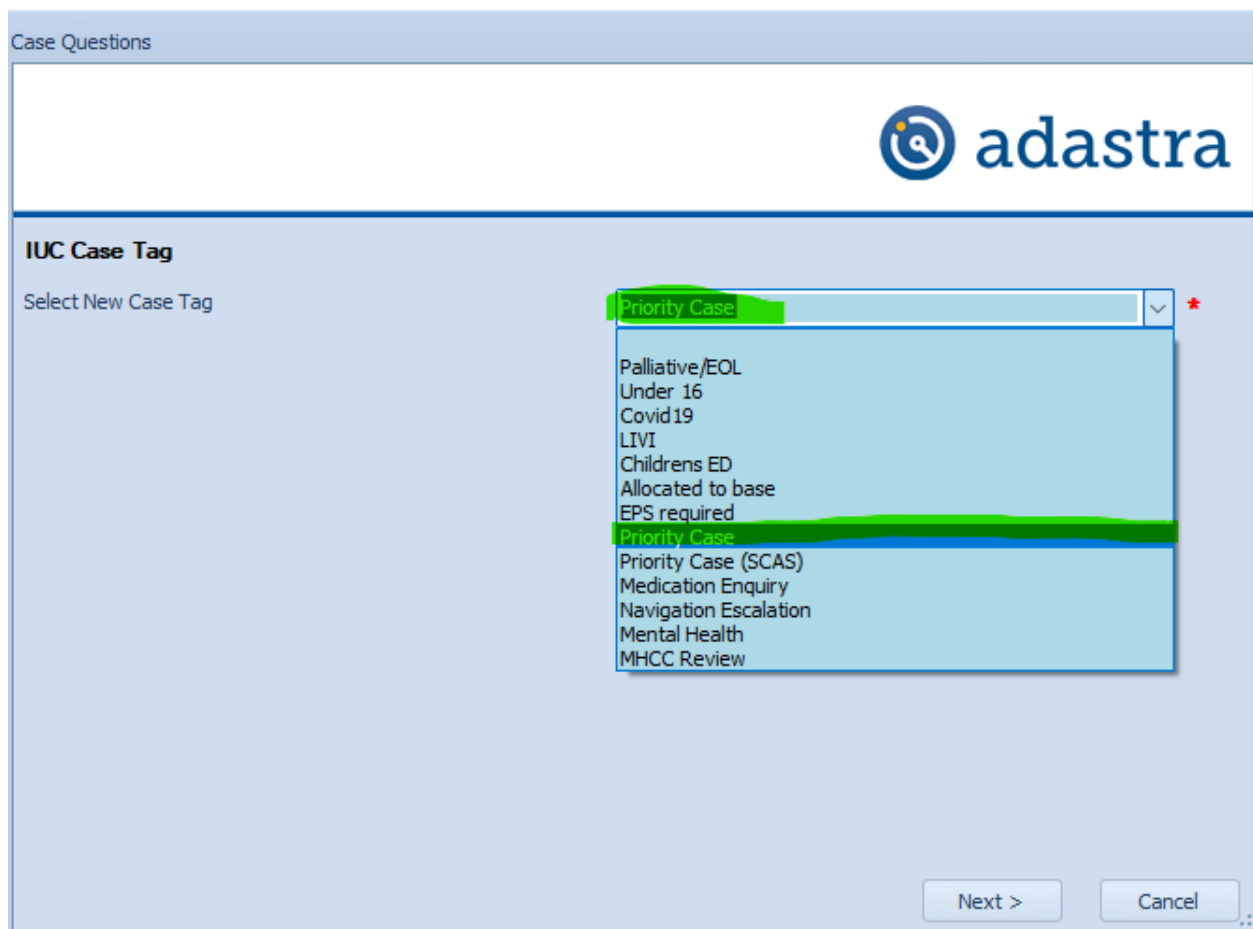 Case Questions
adastra
IUC Case Tag
Select New Case Tag
Priority Case
*
Palliative/EOL
Under 16
Covid19
LIVI
Childrens ED
Allocated to base
EPS required
Priority Case
Priority Case (SCAS)
Medication Enquiry
Navigation Escalation
Mental Health
MHCC Review
Next >
Cancel